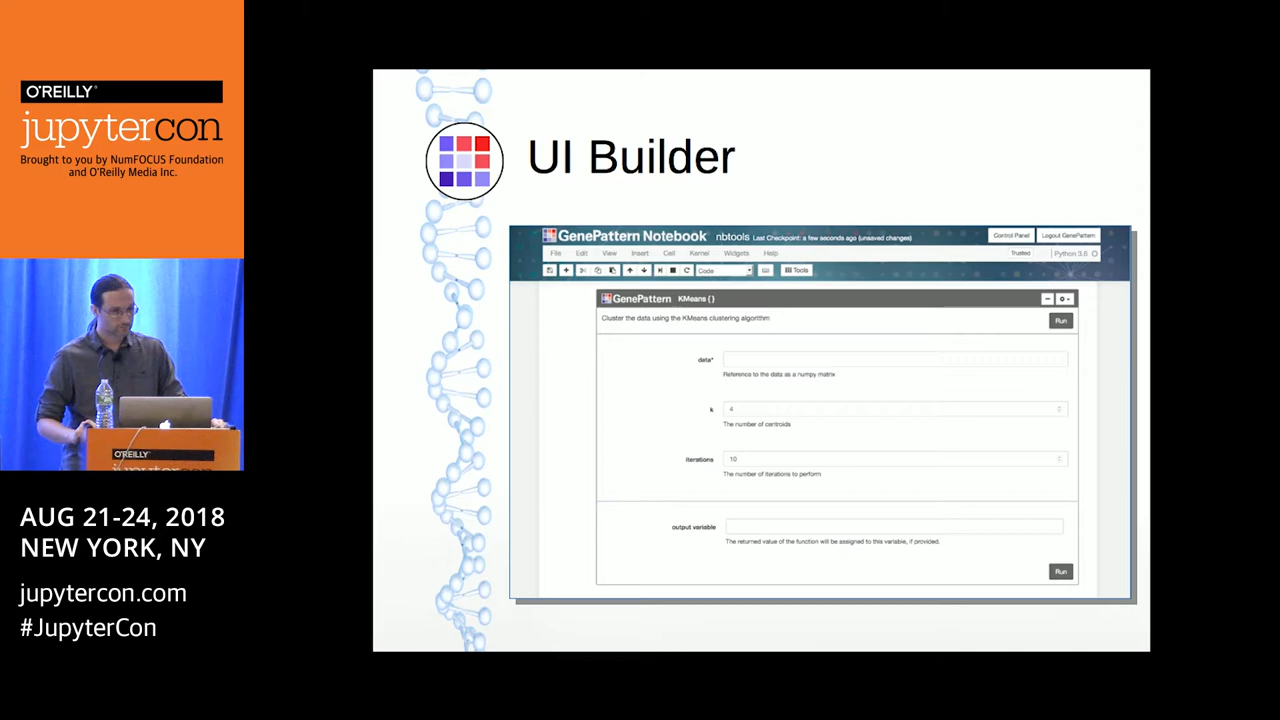 O'REILLY®
jupytercon
Brought to you by NumFOCUS Foundation
and O'Reilly Media Inc.
O'REILLY®
jupytercon
AUG 21-24, 2018
NEW YORK, NY
jupytercon.com
#JupyterCon
UI Builder
GenePattern Notebook nbtools Last Checkpoint: a few seconds ago (unsaved changes) Control Panel Logout GenePattern
File Edit View Insert Cell Kernel Widgets Help Trusted Python 3.6
Code Tools
GenePattern KMeans { }
Cluster the data using the KMeans clustering algorithm Run
data*
Reference to the data as a numpy matrix
k 4
The number of centroids
iterations 10
The number of iterations to perform
output variable
The returned value of the function will be assigned to this variable, if provided.
Run